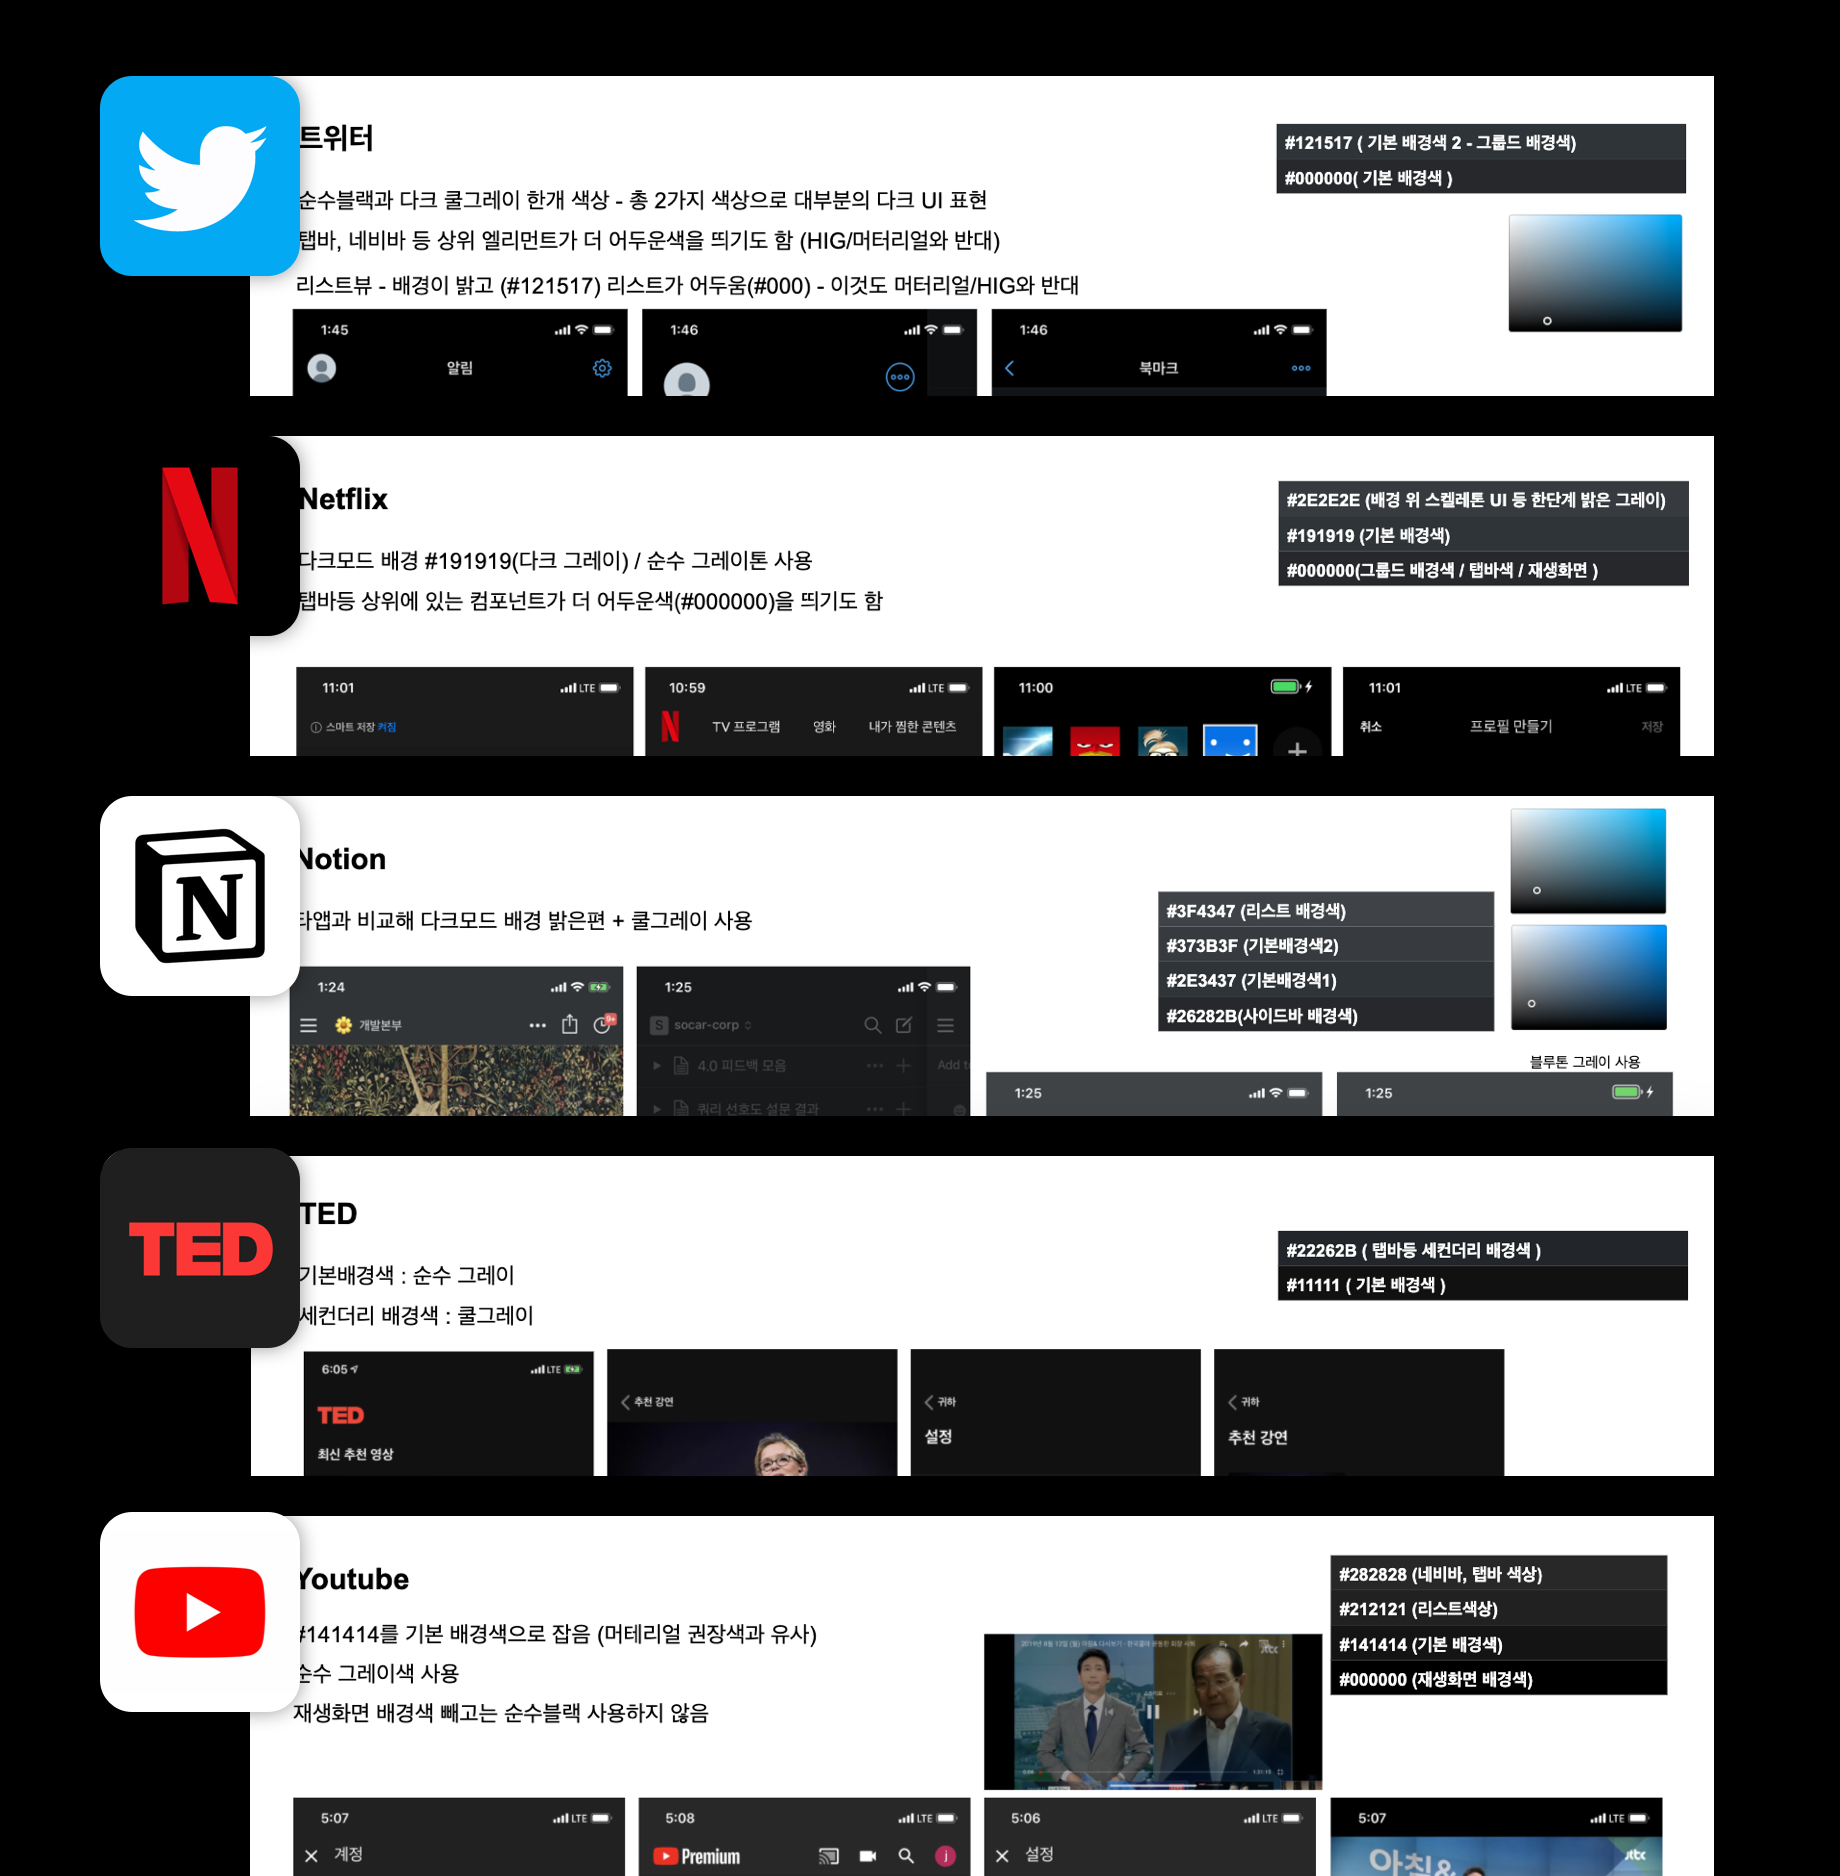 트위터
순수블랙과 다크 쿨그레이 한개 색상 - 총 2가지 색상으로 대부분의 다크 UI 표현
탭바, 네비바 등 상위 엘리먼트가 더 어두운색을 띄기도 함 (HIG/머터리얼와 반대)
리스트뷰 - 배경이 밝고 (#121517) 리스트가 어두움(#000) - 이것도 머터리얼/HIG와 반대
#121517 ( 기본 배경색 2 - 그룹드 배경색)
#000000( 기본 배경색 )
1:45
알림
1:46
1:46
북마크
N
Netflix
다크모드 배경 #191919(다크 그레이) / 순수 그레이톤 사용
탭바등 상위에 있는 컴포넌트가 더 어두운색(#000000)을 띄기도 함
#2E2E2E (배경 위 스켈레톤 UI 등 한단계 밝은 그레이)
#191919 (기본 배경색)
#000000(그룹드 배경색 / 탭바색 / 재생화면 )
11:01
LTE
스마트 저장 커짐
10:59
LTE
N
TV 프로그램
영화
내가 찜한 콘텐츠
11:00
11:01
LTE
취소
프로필 만들기
저장
N
Notion
타앱과 비교해 다크모드 배경 밝은편 + 쿨그레이 사용
#3F4347 (리스트 배경색)
#373B3F (기본배경색2)
#2E3437 (기본배경색1)
#26282B(사이드바 배경색)
블루톤 그레이 사용
1:24
개발본부
9+
1:25
S socar-corp
4.0 피드백 모음
Add t
쿼리 선호도 설문 결과
1:25
1:25
TED
TED
기본배경색 : 순수 그레이
세컨더리 배경색 : 쿨그레이
#22262B ( 탭바등 세컨더리 배경색 )
#11111 ( 기본 배경색 )
6:05
LTE
TED
최신 추천 영상
추천 강연
귀하
설정
귀하
추천 강연
Youtube
#141414를 기본 배경색으로 잡음 (머테리얼 권장색과 유사)
순수 그레이색 사용
재생화면 배경색 빼고는 순수블랙 사용하지 않음
#282828 (네비바, 탭바 색상)
#212121 (리스트색상)
#141414 (기본 배경색)
#000000 (재생화면 배경색)
jtbc
5:07
LTE
계정
5:08
LTE
Premium
j
5:06
LTE
설정
5:07
LTE
아침&
jtbc